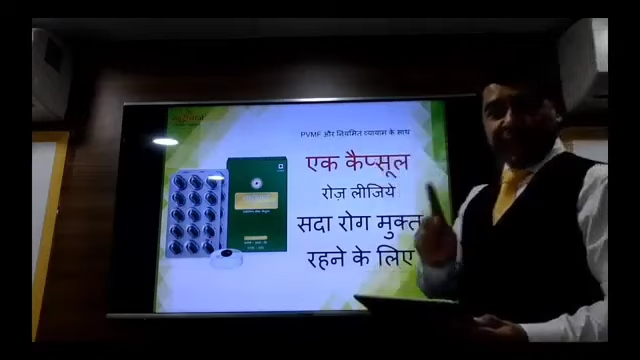 PVMF और नियमित व्यायाम के साथ
एक कैप्सूल
रोज़ लीजिये
सदा रोग मुक्त
रहने के लिए